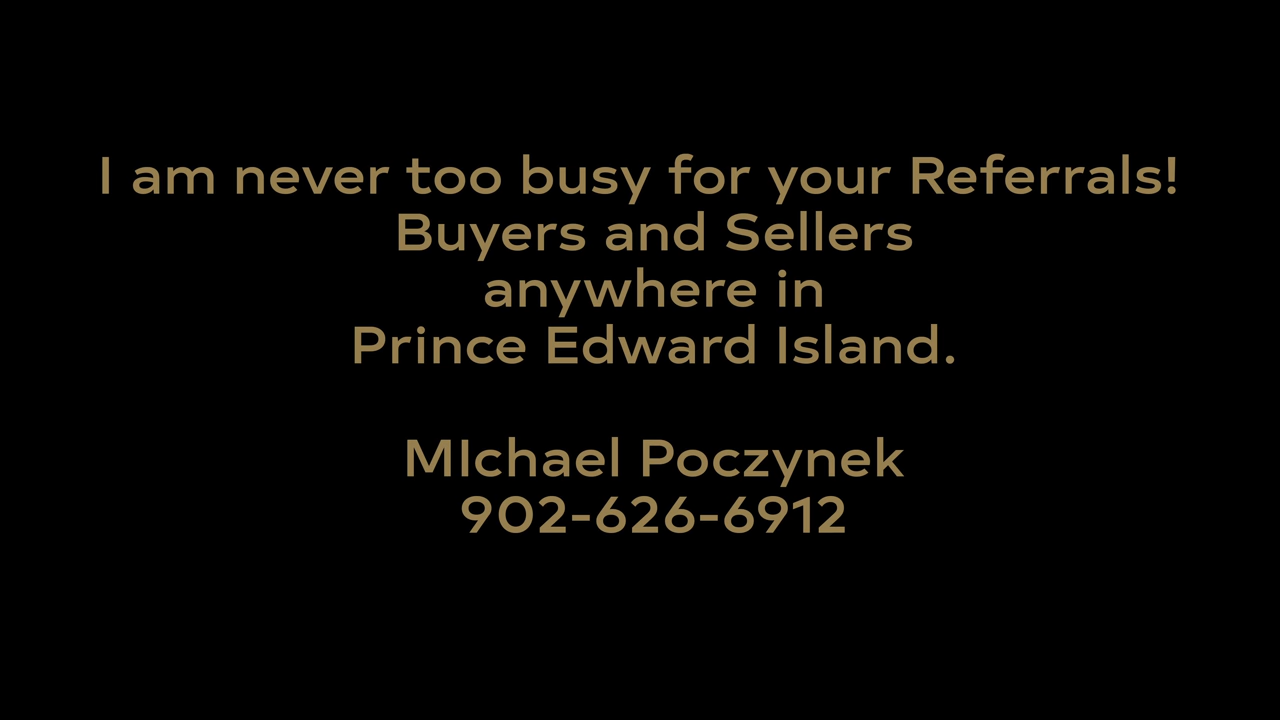 I am never too busy for your Referrals!
Buyers and Sellers
anywhere in
Prince Edward Island.
MIchael Poczynek
902-626-6912